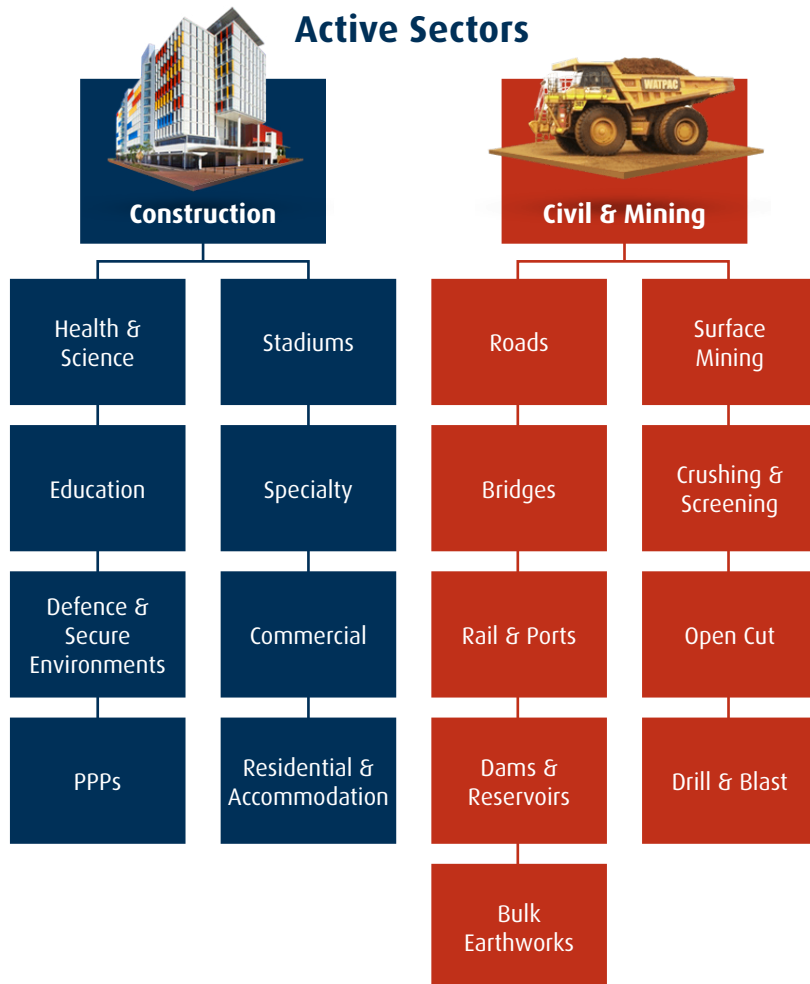 Active Sectors
WATPAC
Construction
Civil & Mining
Health &
Science
Stadiums
Roads
Surface
Mining
Education
Specialty
Bridges
Crushing &
Screening
Defence &
Secure
Environments
Commercial
Rail & Ports
Open Cut
PPPs
Residential &
Accommodation
Dams &
Reservoirs
Drill & Blast
Bulk
Earthworks